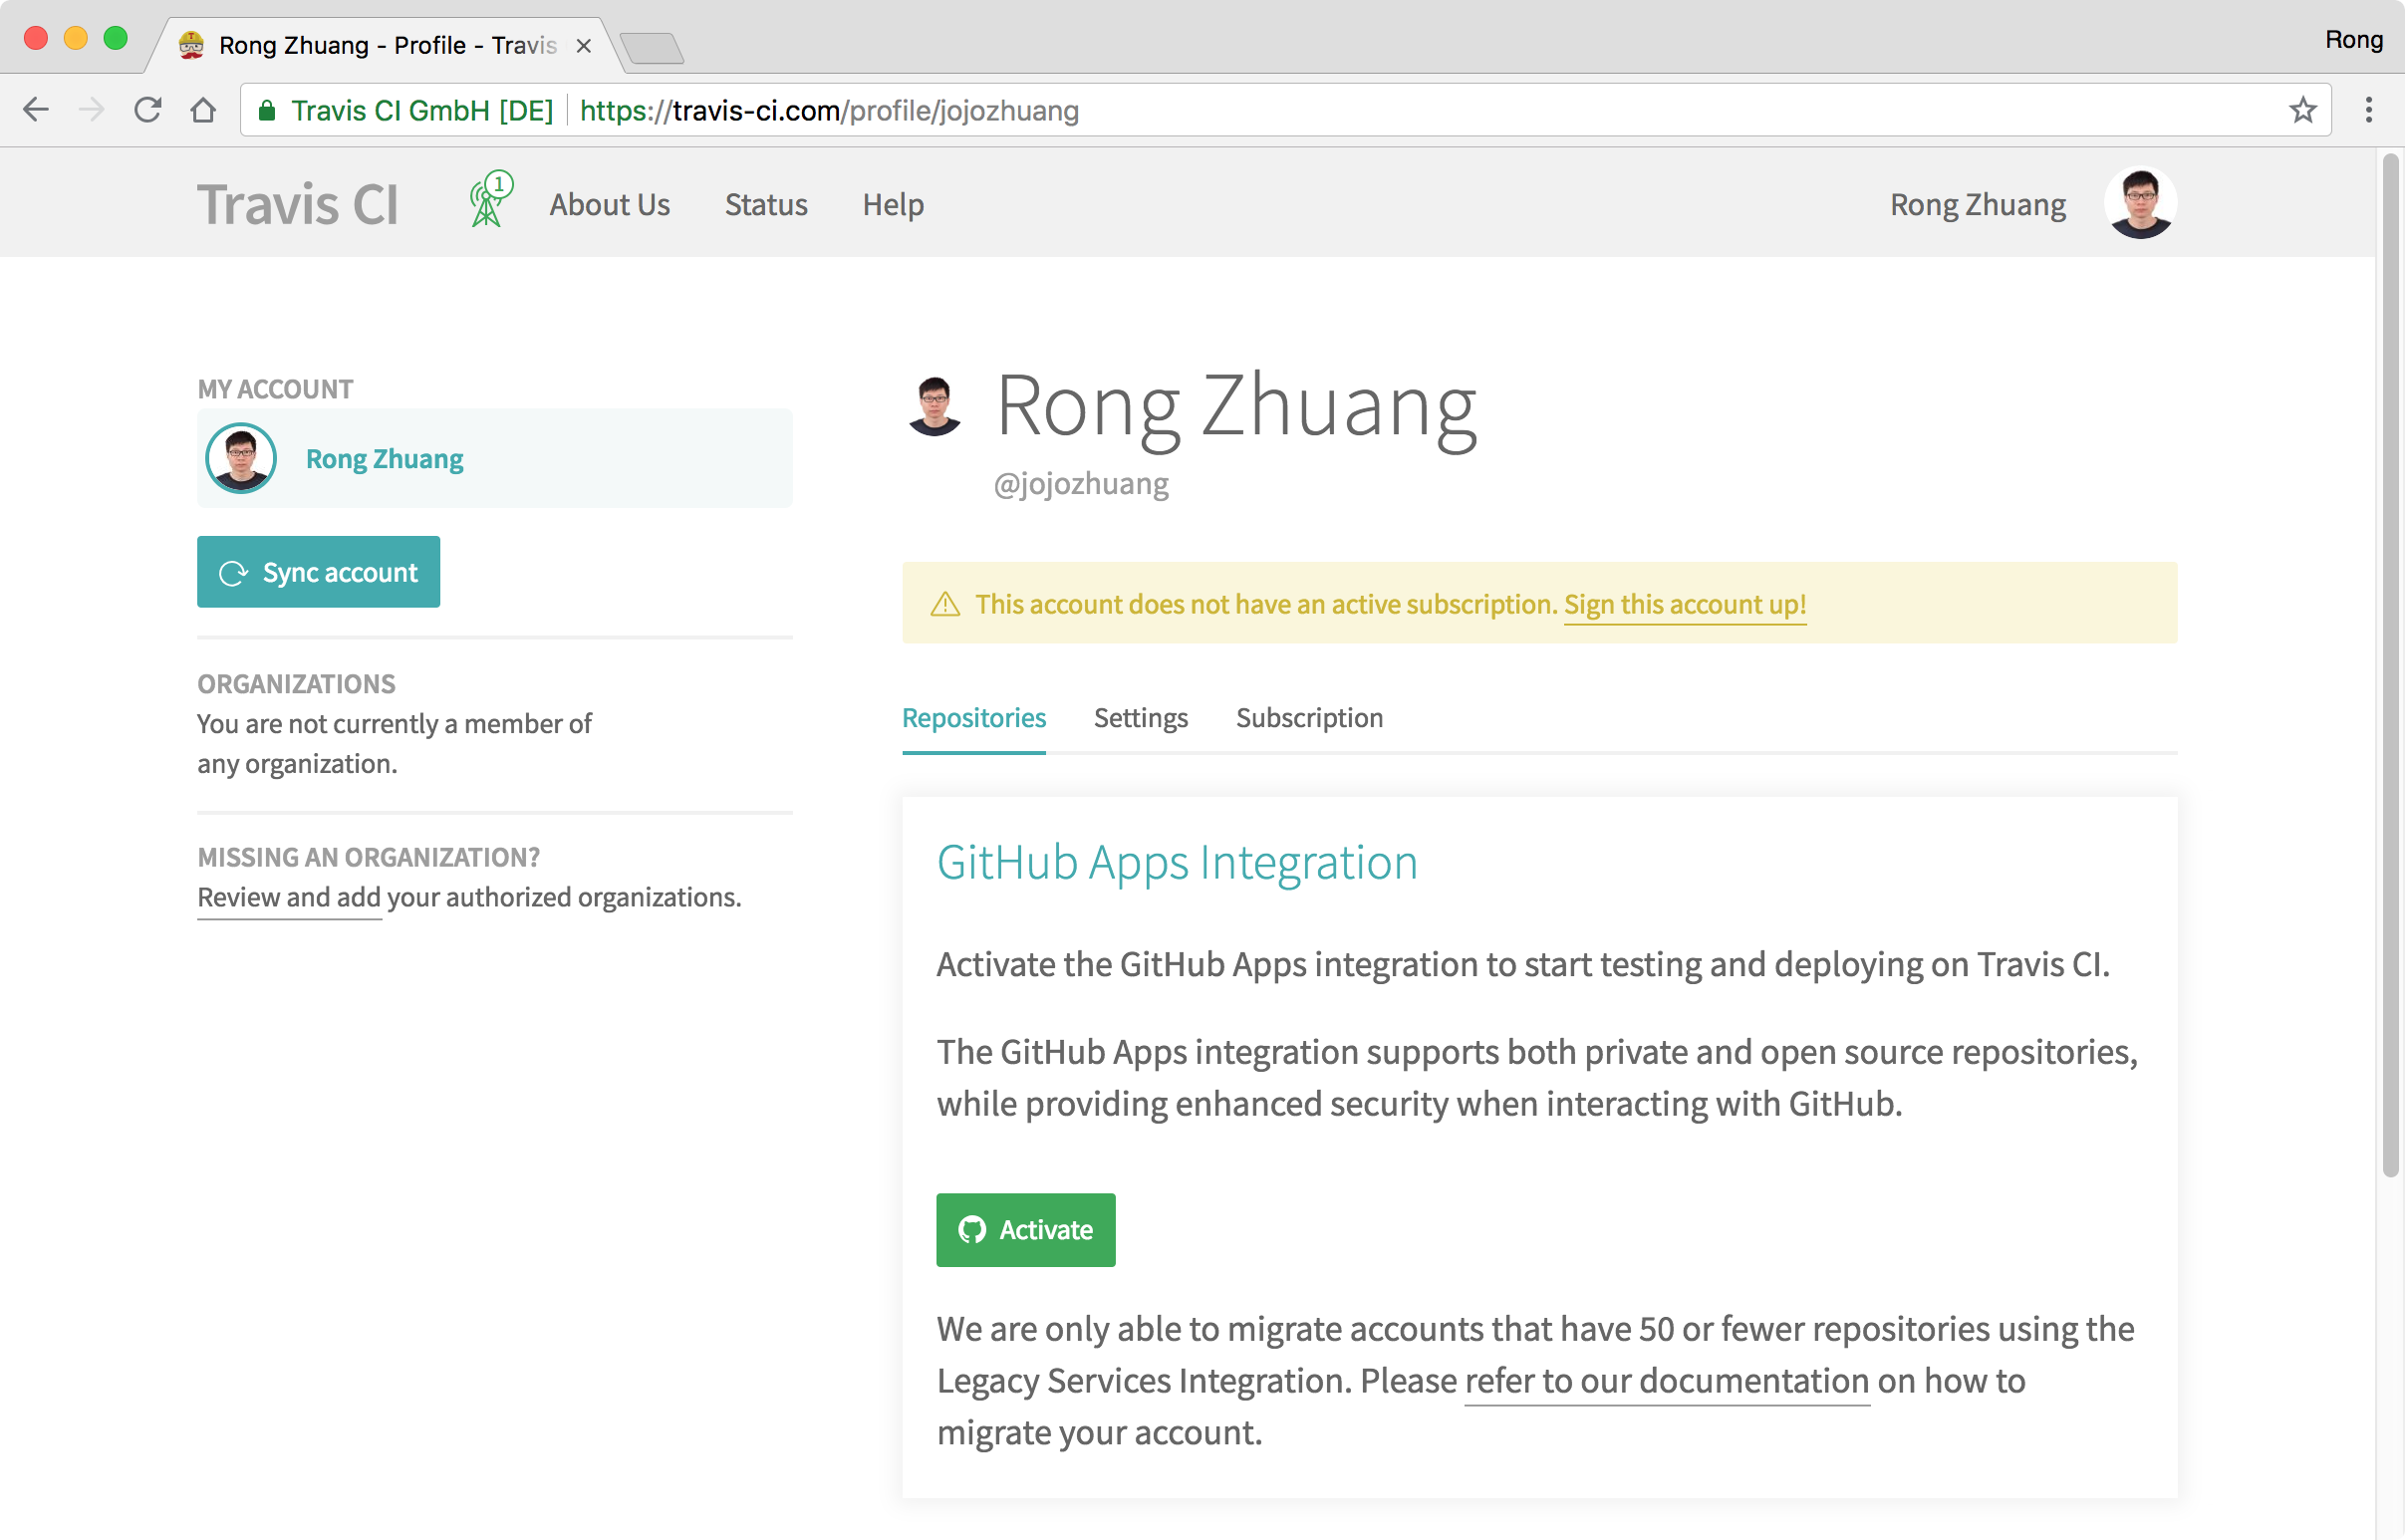 Rong Zhuang - Profile - Travis
Rong
Travis CI GmbH [DE]
https://travis-ci.com/profile/jojozhuang
Travis CI
1
About Us
Status
Help
Rong Zhuang
MY ACCOUNT
Rong Zhuang
Sync account
ORGANIZATIONS
You are not currently a member of
any organization.
MISSING AN ORGANIZATION?
Review and add your authorized organizations.
Rong Zhuang
@jojozhuang
This account does not have an active subscription. Sign this account up!
Repositories
Settings
Subscription
GitHub Apps Integration
Activate the GitHub Apps integration to start testing and deploying on Travis CI.
The GitHub Apps integration supports both private and open source repositories,
while providing enhanced security when interacting with GitHub.
Activate
We are only able to migrate accounts that have 50 or fewer repositories using the
Legacy Services Integration. Please refer to our documentation on how to
migrate your account.